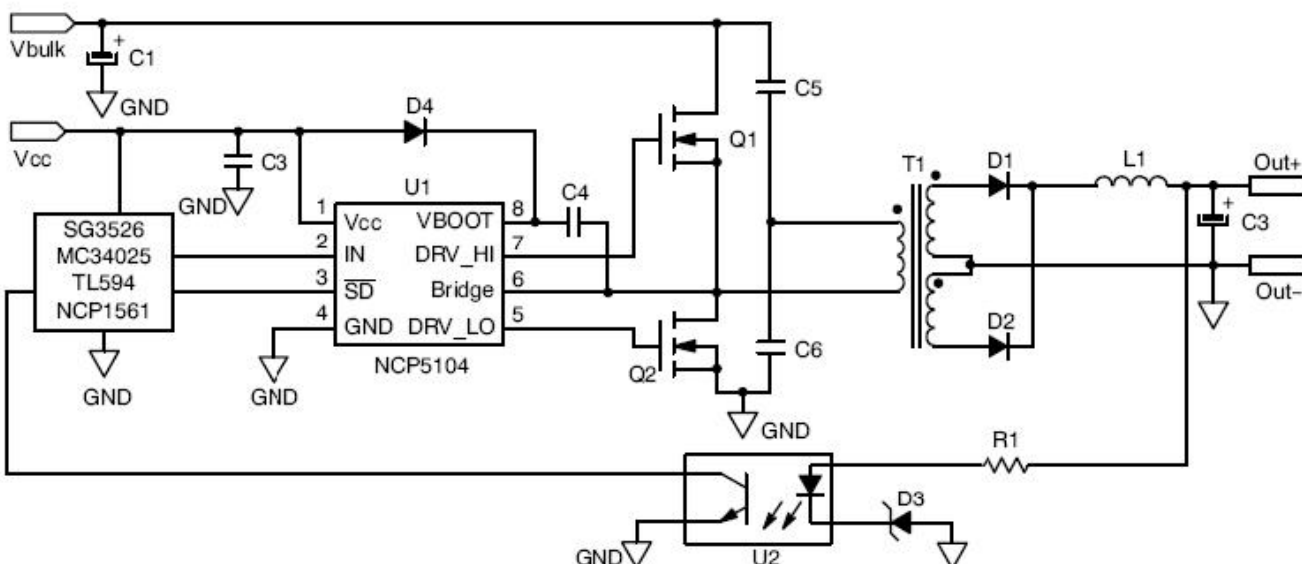 Vbulk
C1
GND
Vcc
D4
C3
GND
U1
C4
Q1
C5
T1
D1
L1
Out+
C3
Out−
D2
SG3526
MC34025
TL594
NCP1561
GND
1 Vcc VBOOT 8
2 IN DRV_HI 7
3 SD Bridge 6
4 GND DRV_LO 5
NCP5104
GND
Q2
C6
GND
R1
D3
GND
U2